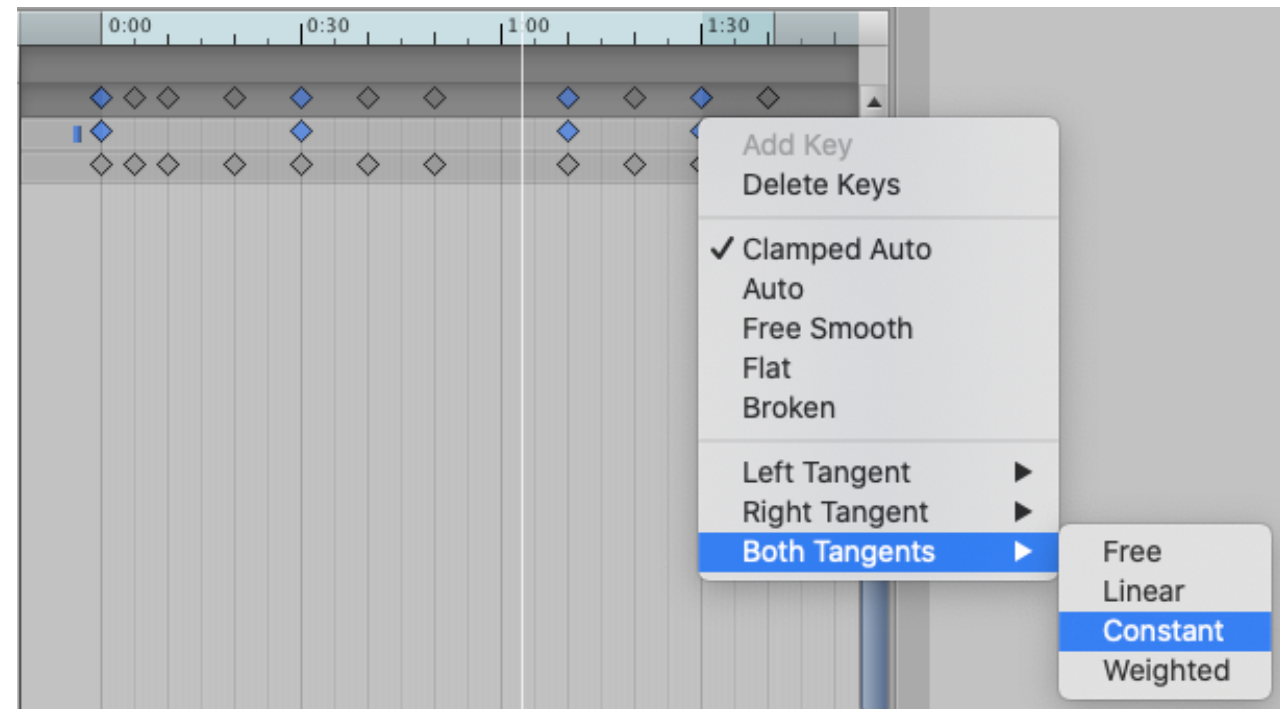 0:00 0:30 1:00 1:30
Add Key
Delete Keys
✓ Clamped Auto
Auto
Free Smooth
Flat
Broken
Left Tangent ▶
Right Tangent ▶
Both Tangents ▶
Free
Linear
Constant
Weighted